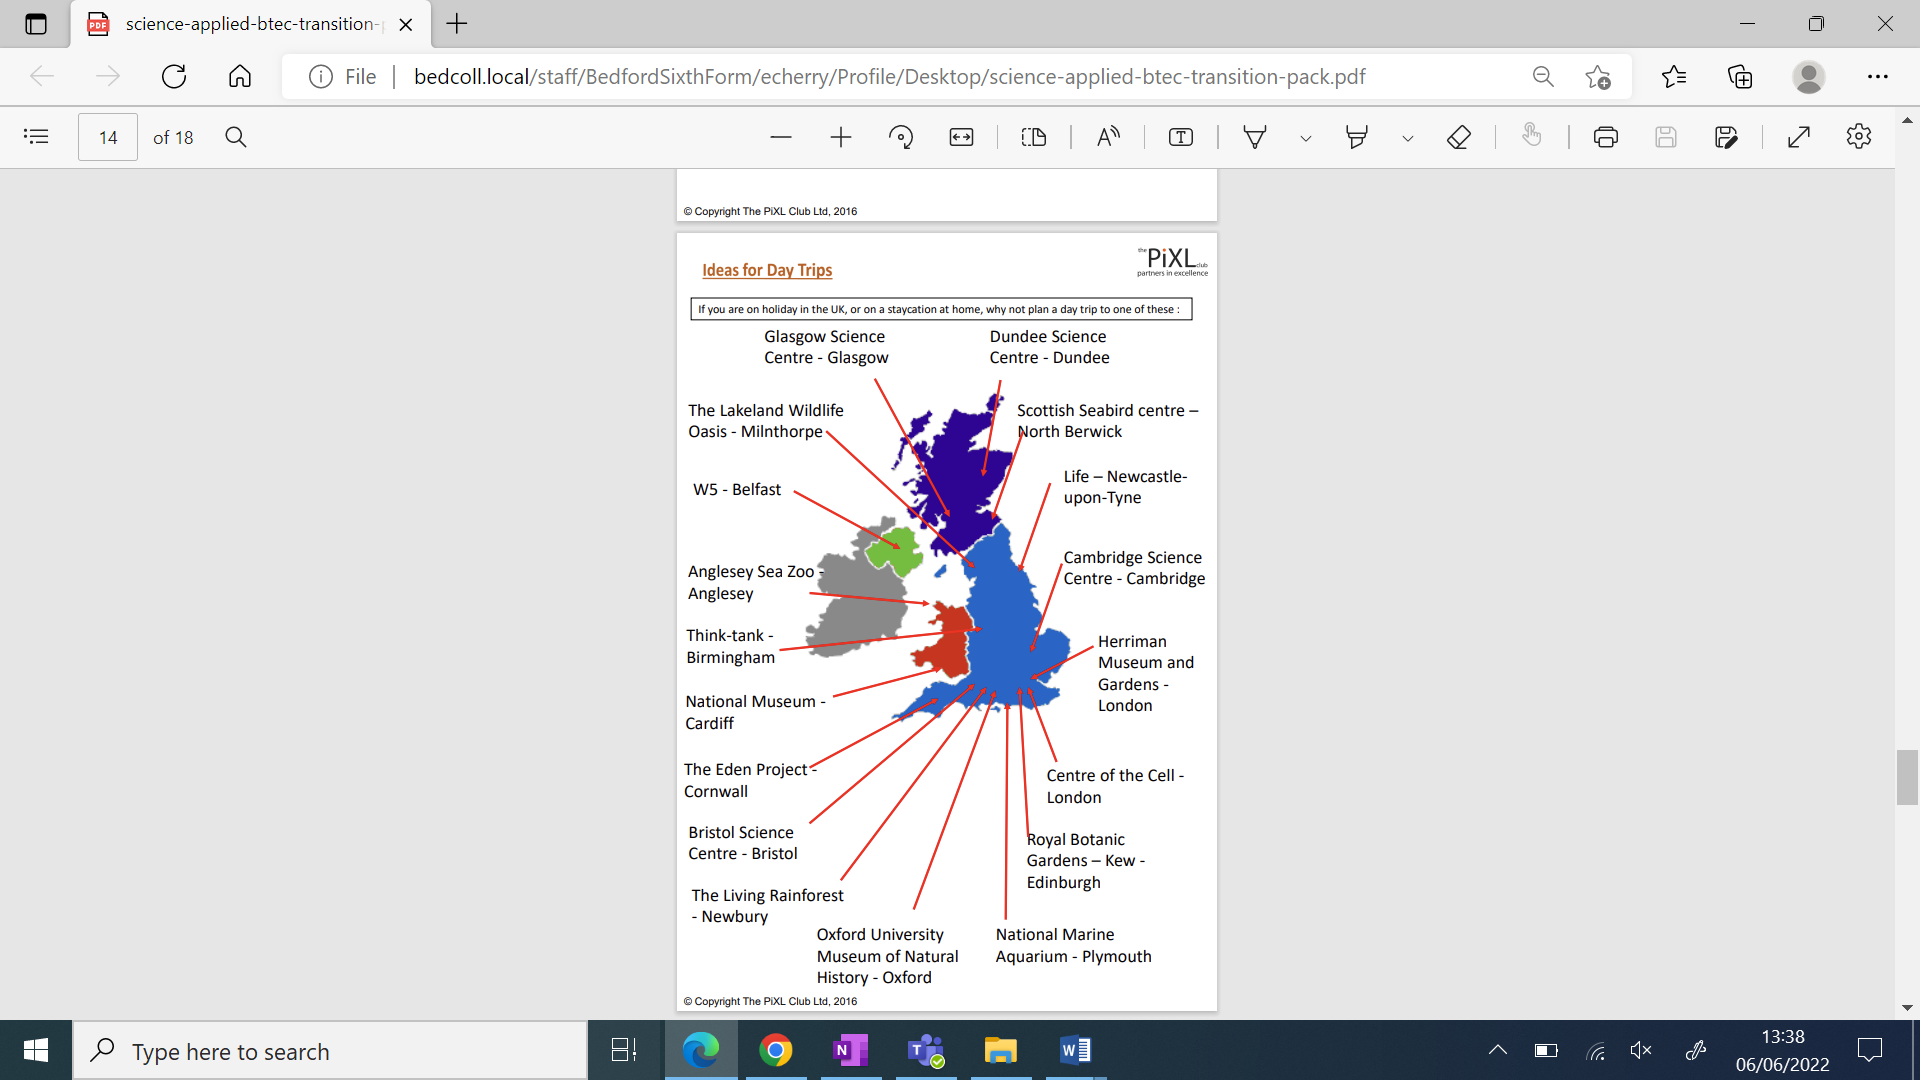 science-applied-btec-transition-p
File
bedcoll.local/staff/BedfordSixthForm/echerry/Profile/Desktop/science-applied-btec-transition-pack.pdf
14
of 18
© Copyright The PiXL Club Ltd, 2016
the PiXL club
partners in excellence
Ideas for Day Trips
If you are on holiday in the UK, or on a staycation at home, why not plan a day trip to one of these :
Glasgow Science
Centre - Glasgow
Dundee Science
Centre - Dundee
The Lakeland Wildlife
Oasis - Milnthorpe
Scottish Seabird centre –
North Berwick
W5 - Belfast
Life – Newcastle-
upon-Tyne
Anglesey Sea Zoo -
Anglesey
Cambridge Science
Centre - Cambridge
Think-tank -
Birmingham
Herriman
Museum and
Gardens -
London
National Museum -
Cardiff
The Eden Project -
Cornwall
Centre of the Cell -
London
Bristol Science
Centre - Bristol
Royal Botanic
Gardens – Kew -
Edinburgh
The Living Rainforest
- Newbury
Oxford University
Museum of Natural
History - Oxford
National Marine
Aquarium - Plymouth
© Copyright The PiXL Club Ltd, 2016
Type here to search
13:38
06/06/2022